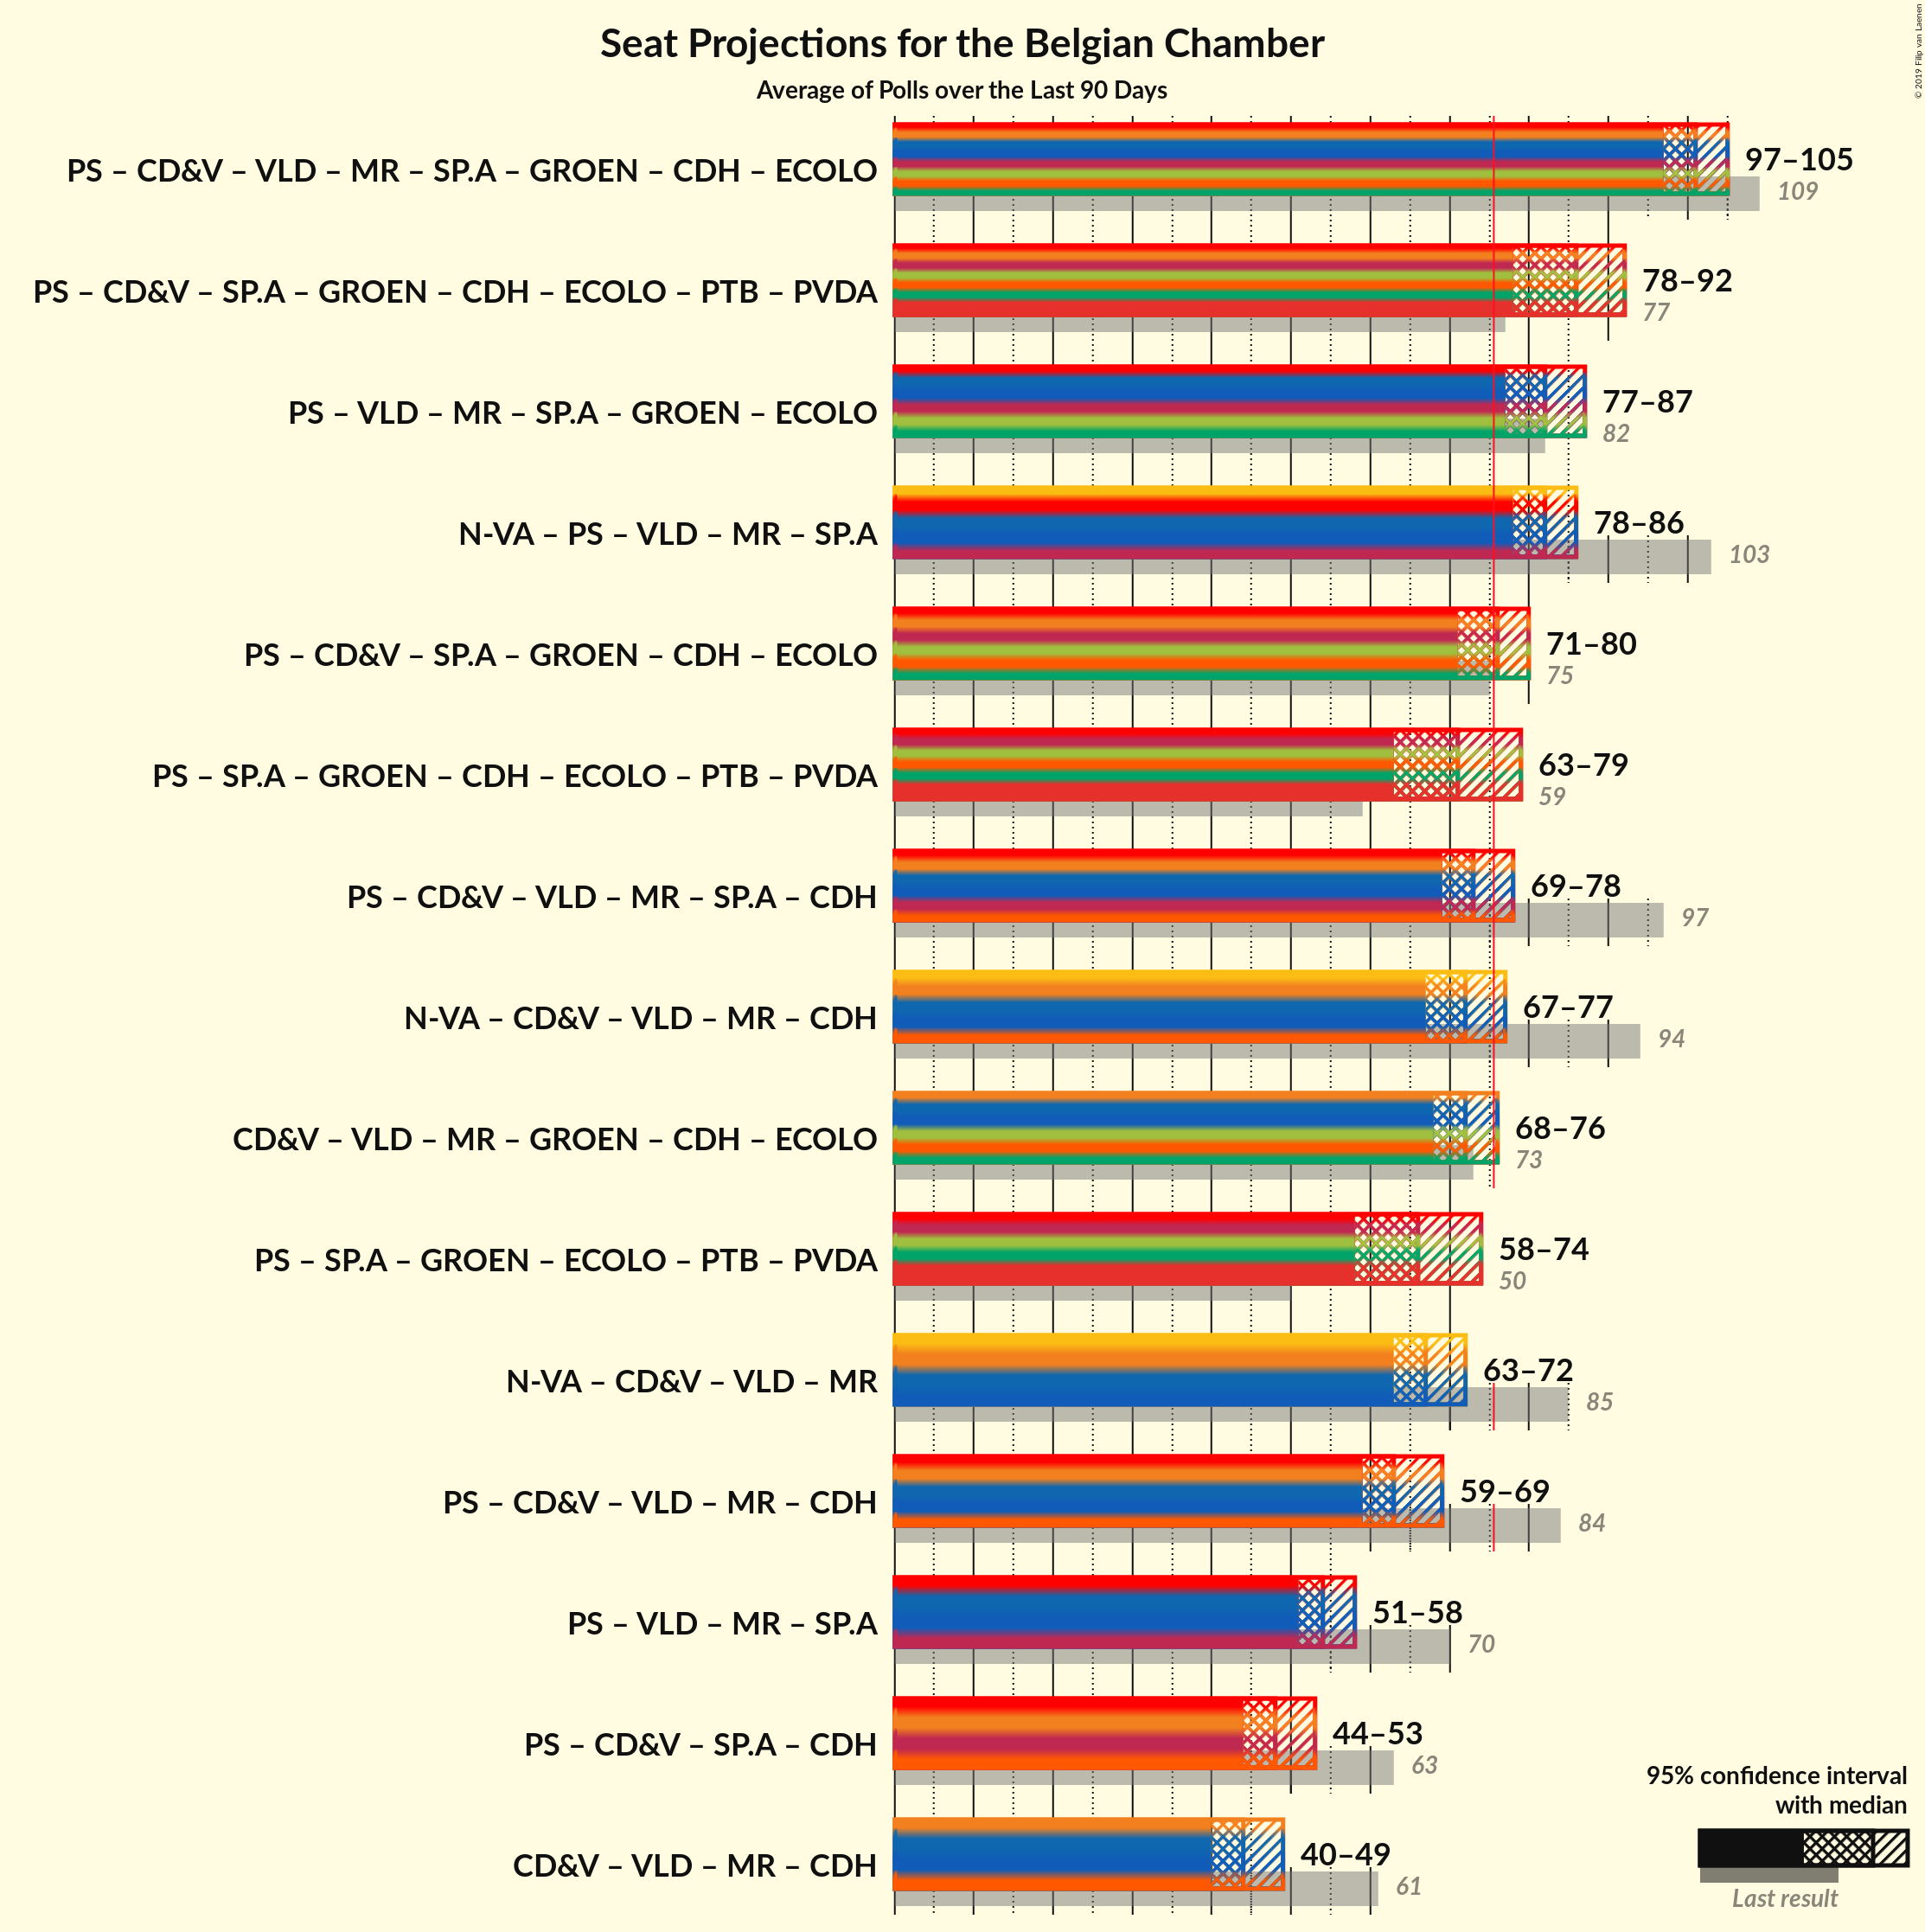 Seat Projections for the Belgian Chamber
Average of Polls over the Last 90 Days
© 2019 Filip van Laenen
PS – CD&V – VLD – MR – SP.A – GROEN – CDH – ECOLO
97–105
109
PS – CD&V – SP.A – GROEN – CDH – ECOLO – PTB – PVDA
78–92
77
PS – VLD – MR – SP.A – GROEN – ECOLO
77–87
82
N-VA – PS – VLD – MR – SP.A
78–86
103
PS – CD&V – SP.A – GROEN – CDH – ECOLO
71–80
75
PS – SP.A – GROEN – CDH – ECOLO – PTB – PVDA
63–79
59
PS – CD&V – VLD – MR – SP.A – CDH
69–78
97
N-VA – CD&V – VLD – MR – CDH
67–77
94
CD&V – VLD – MR – GROEN – CDH – ECOLO
68–76
73
PS – SP.A – GROEN – ECOLO – PTB – PVDA
58–74
50
N-VA – CD&V – VLD – MR
63–72
85
PS – CD&V – VLD – MR – CDH
59–69
84
PS – VLD – MR – SP.A
51–58
70
PS – CD&V – SP.A – CDH
44–53
63
CD&V – VLD – MR – CDH
40–49
61
95% confidence interval
with median
Last result